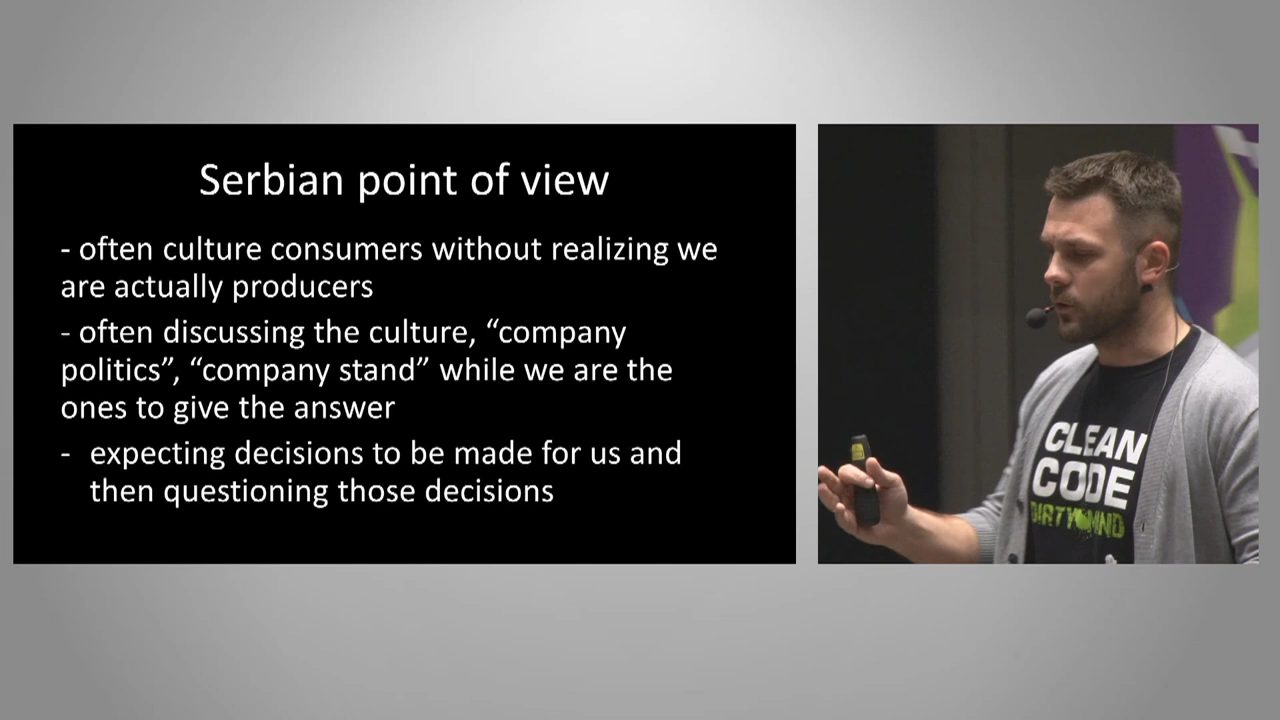 Serbian point of view
- often culture consumers without realizing we
are actually producers
- often discussing the culture, “company
politics”, “company stand” while we are the
ones to give the answer
- expecting decisions to be made for us and
then questioning those decisions
CLEAN
CODE
DIRTY MIND